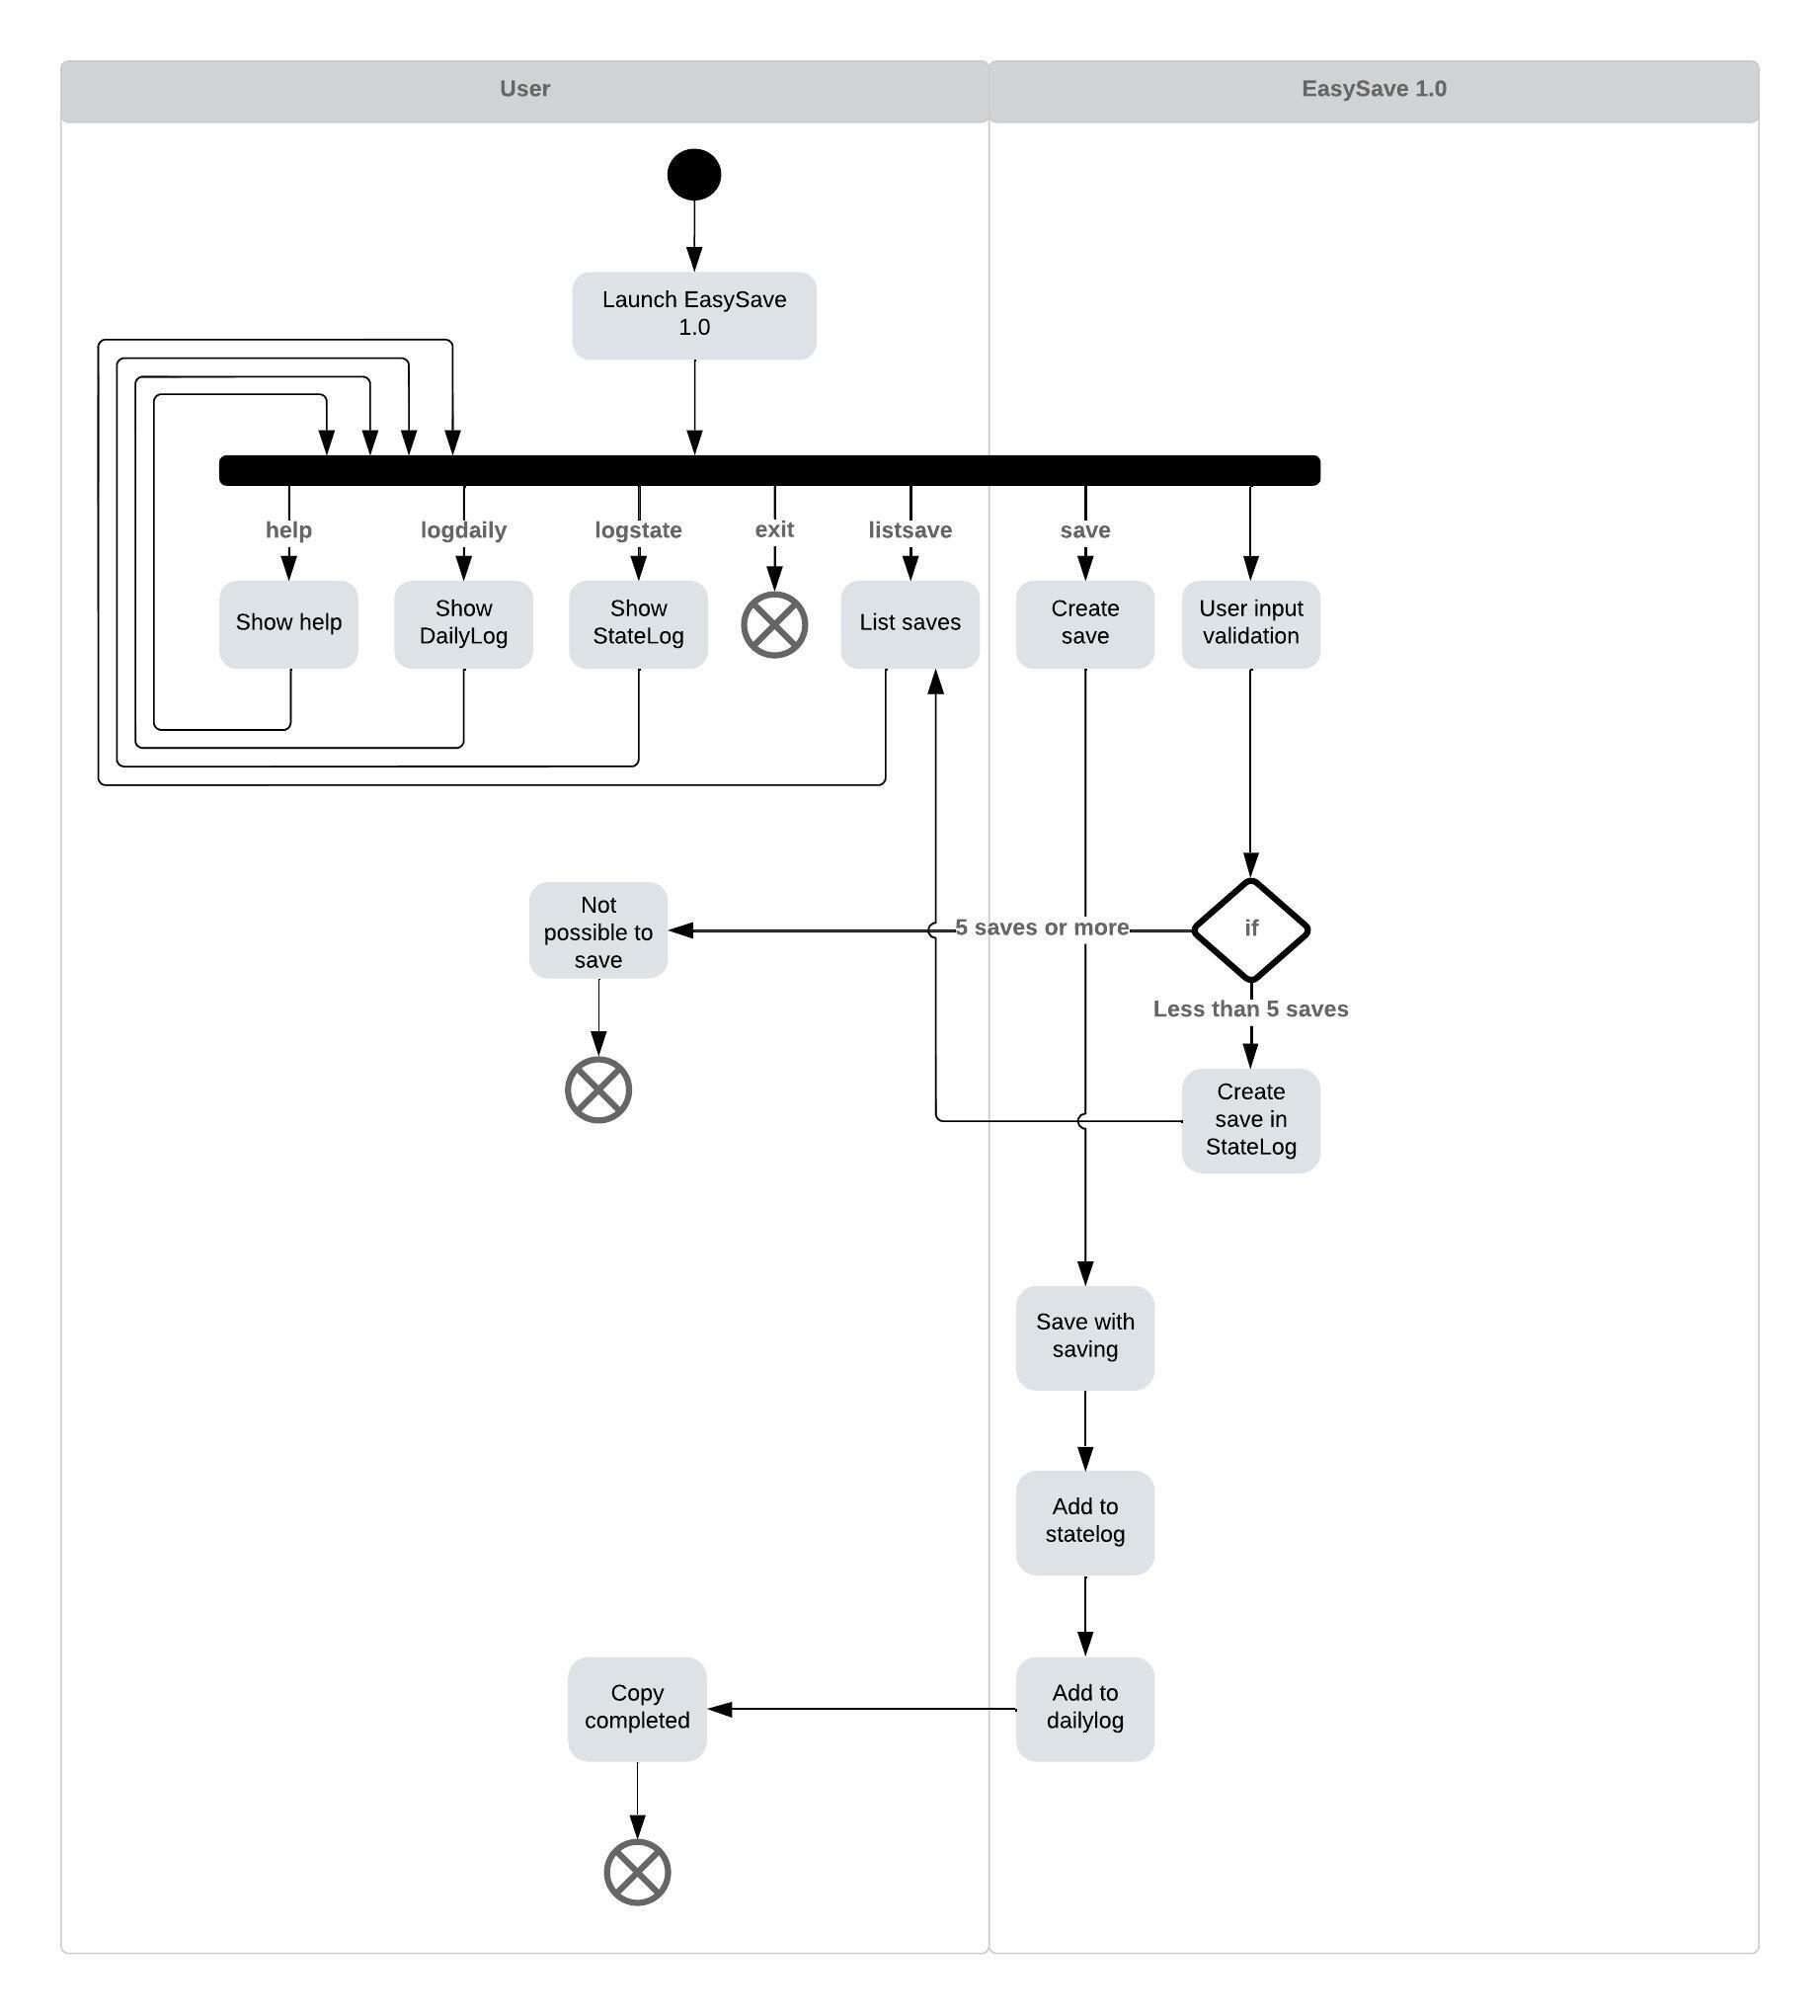 User
EasySave 1.0
Launch EasySave
1.0
help
logdaily
logstate
exit
listsave
save
Show help
Show
DailyLog
Show
StateLog
List saves
Create
save
User input
validation
Not
possible to
save
5 saves or more
if
Less than 5 saves
Create
save in
StateLog
Save with
saving
Add to
statelog
Copy
completed
Add to
dailylog